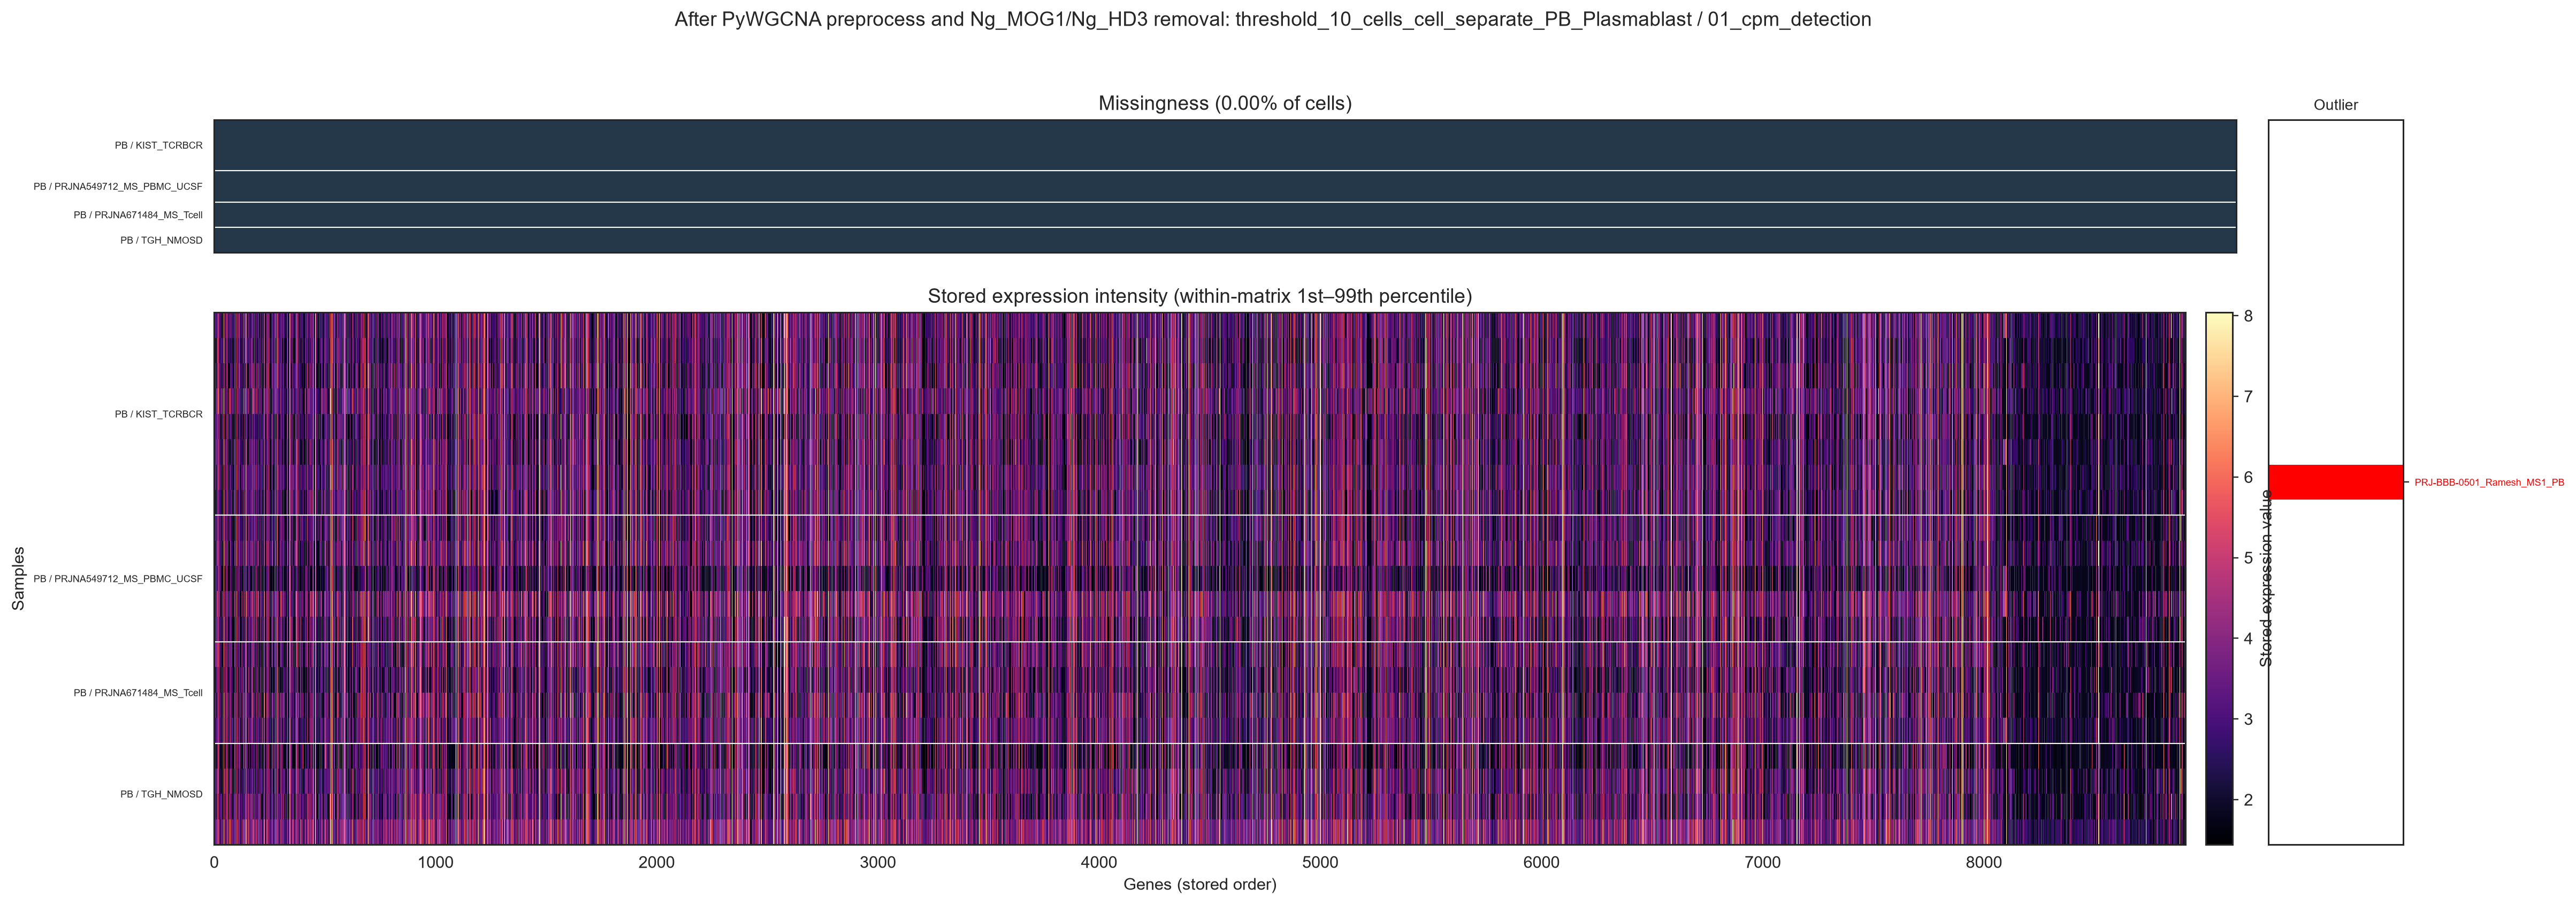 After PyWGCNA preprocess and Ng_MOG1/Ng_HD3 removal: threshold_10_cells_cell_separate_PB_Plasmablast / 01_cpm_detection
Missingness (0.00% of cells)
Outlier
PB / KIST_TCRBCR
PB / PRJNA549712_MS_PBMC_UCSF
PB / PRJNA671484_MS_Tcell
PB / TGH_NMOSD
Stored expression intensity (within-matrix 1st–99th percentile)
Samples
PB / KIST_TCRBCR
PB / PRJNA549712_MS_PBMC_UCSF
PB / PRJNA671484_MS_Tcell
PB / TGH_NMOSD
8
7
6
5
4
3
2
Stored expression value
PRJ-BBB-0501_Ramesh_MS1_PB
0 1000 2000 3000 4000 5000 6000 7000 8000
Genes (stored order)